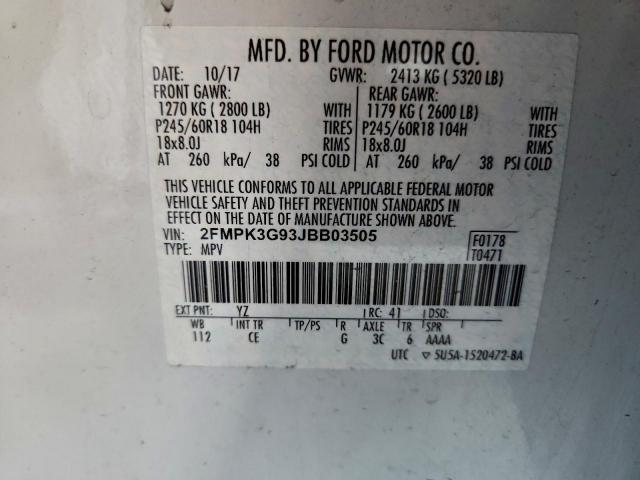 MFD. BY FORD MOTOR CO.
DATE: 10/17 GVWR: 2413 KG ( 5320 LB)
FRONT GAWR: REAR GAWR:
1270 KG ( 2800 LB) WITH 1179 KG ( 2600 LB) WITH
P245/60R18 104H TIRES P245/60R18 104H TIRES
18x8.0J RIMS 18x8.0J RIMS
AT 260 kPa/ 38 PSI COLD AT 260 kPa/ 38 PSI COLD
THIS VEHICLE CONFORMS TO ALL APPLICABLE FEDERAL MOTOR
VEHICLE SAFETY AND THEFT PREVENTION STANDARDS IN
EFFECT ON THE DATE OF MANUFACTURE SHOWN ABOVE.
VIN: 2FMPK3G93JBB03505 F0178
TYPE: MPV T0471
EXT PNT: YZ RC: 41 DSO:
WB INT TR TP/PS R AXLE TR SPR
112 CE G 3C 6 AAAA
UTC ▽ 5U5A-1520472-BA